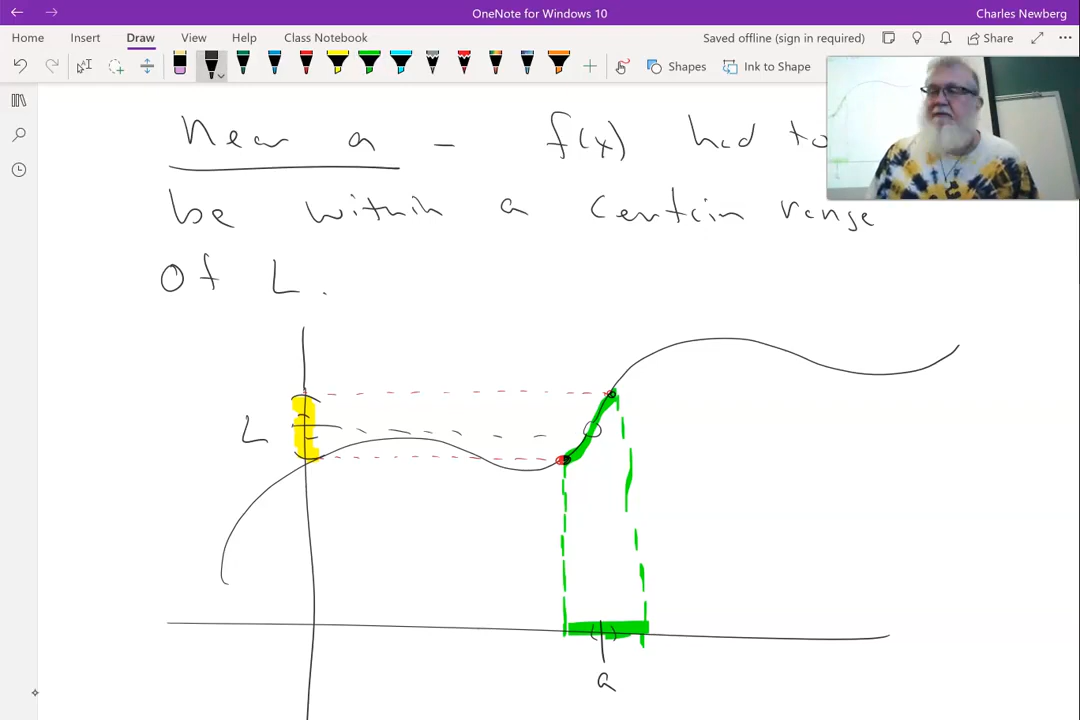 OneNote for Windows 10
Charles Newberg
Home Insert Draw View Help Class Notebook
Saved offline (sign in required)
Share
Shapes
Ink to Shape
Near a - f(x) had to
be within a certain range
of L.
L
a